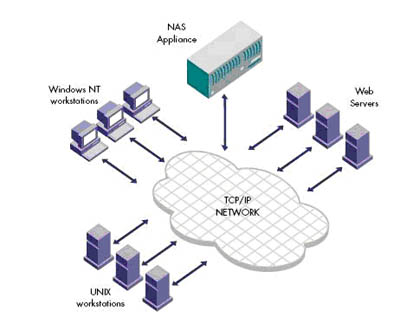 NAS
Appliance
Windows NT
workstations
Web
Servers
TCP/IP
NETWORK
UNIX
workstations